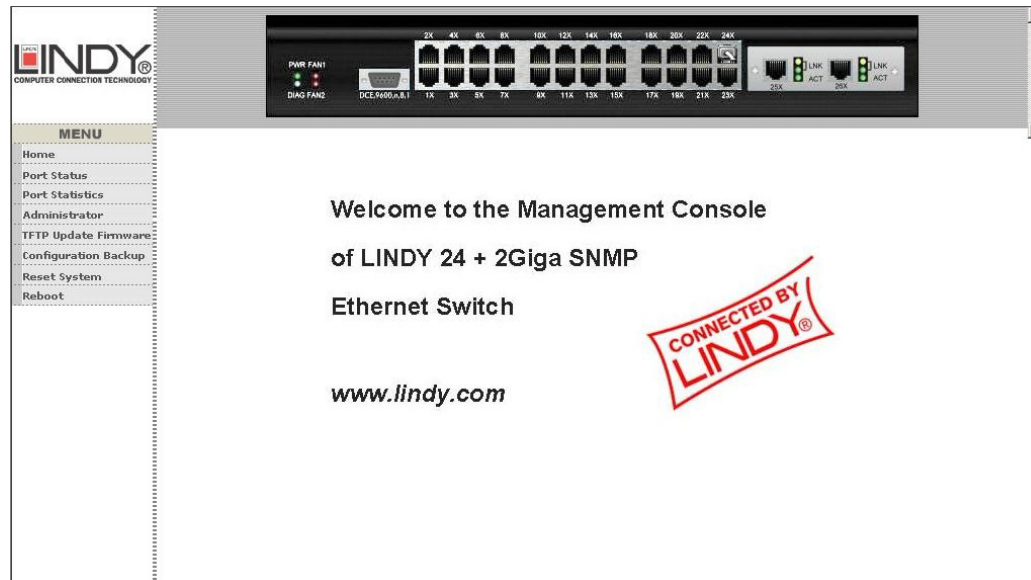 LINDY®
COMPUTER CONNECTION TECHNOLOGY
2X 4X 6X 8X 10X 12X 14X 16X 18X 20X 22X 24X
PWR FAN1
DIAG FAN2
DCE,9600,n,8,1
1X 3X 5X 7X 9X 11X 13X 15X 17X 19X 21X 23X
LNK
ACT
25X
LNK
ACT
26X
MENU
Home
Port Status
Port Statistics
Administrator
TFTP Update Firmware
Configuration Backup
Reset System
Reboot
Welcome to the Management Console
of LINDY 24 + 2Giga SNMP
Ethernet Switch
www.lindy.com
CONNECTED BY
LINDY®